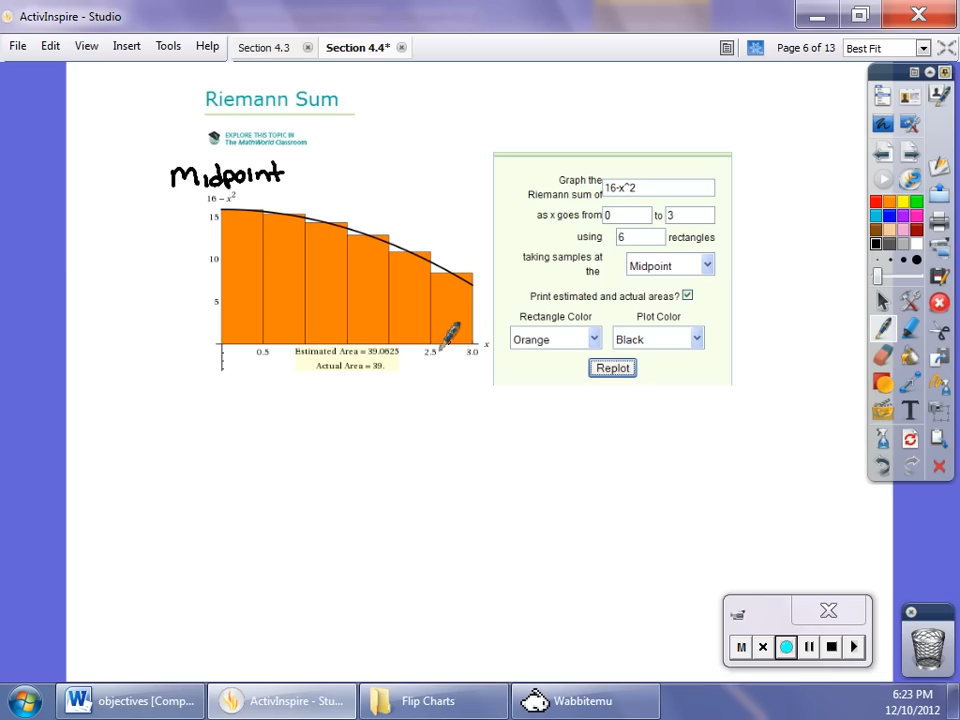 ActivInspire - Studio
File Edit View Insert Tools Help
Section 4.3
Section 4.4*
Page 6 of 13
Best Fit
Riemann Sum
EXPLORE THIS TOPIC IN
The MathWorld Classroom
Midpoint
16 − x²
15
10
5
0.5
2.5
3.0
x
Estimated Area = 39.0625
Actual Area = 39.
Graph the
Riemann sum of
16-x^2
as x goes from 0 to 3
using 6 rectangles
taking samples at
the
Midpoint
Print estimated and actual areas?
Rectangle Color
Plot Color
Orange
Black
Replot
T
M
objectives [Comp...
ActivInspire - Stu...
Flip Charts
Wabbitemu
6:23 PM
12/10/2012